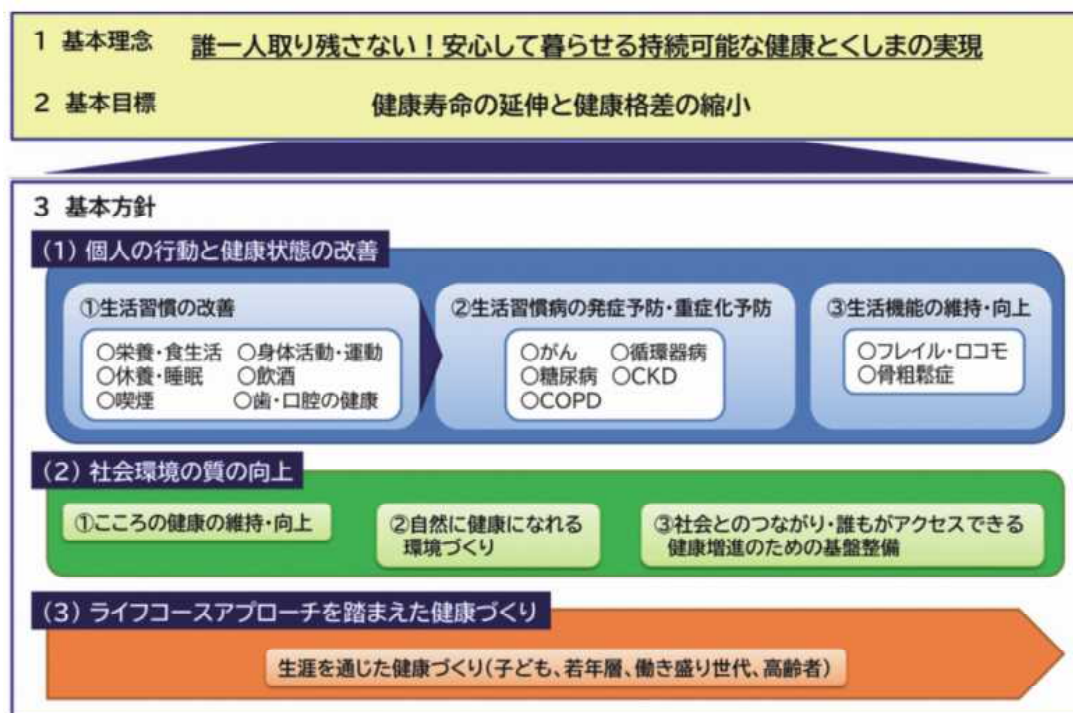 1 基本理念 誰一人取り残さない！安心して暮らせる持続可能な健康とくしまの実現
2 基本目標 健康寿命の延伸と健康格差の縮小
3 基本方針
(1) 個人の行動と健康状態の改善
①生活習慣の改善
○栄養・食生活 ○身体活動・運動
○休養・睡眠 ○飲酒
○喫煙 ○歯・口腔の健康
②生活習慣病の発症予防・重症化予防
○がん ○循環器病
○糖尿病 ○CKD
○COPD
③生活機能の維持・向上
○フレイル・ロコモ
○骨粗鬆症
(2) 社会環境の質の向上
①こころの健康の維持・向上
②自然に健康になれる
環境づくり
③社会とのつながり・誰もがアクセスできる
健康増進のための基盤整備
(3) ライフコースアプローチを踏まえた健康づくり
生涯を通じた健康づくり(子ども、若年層、働き盛り世代、高齢者)